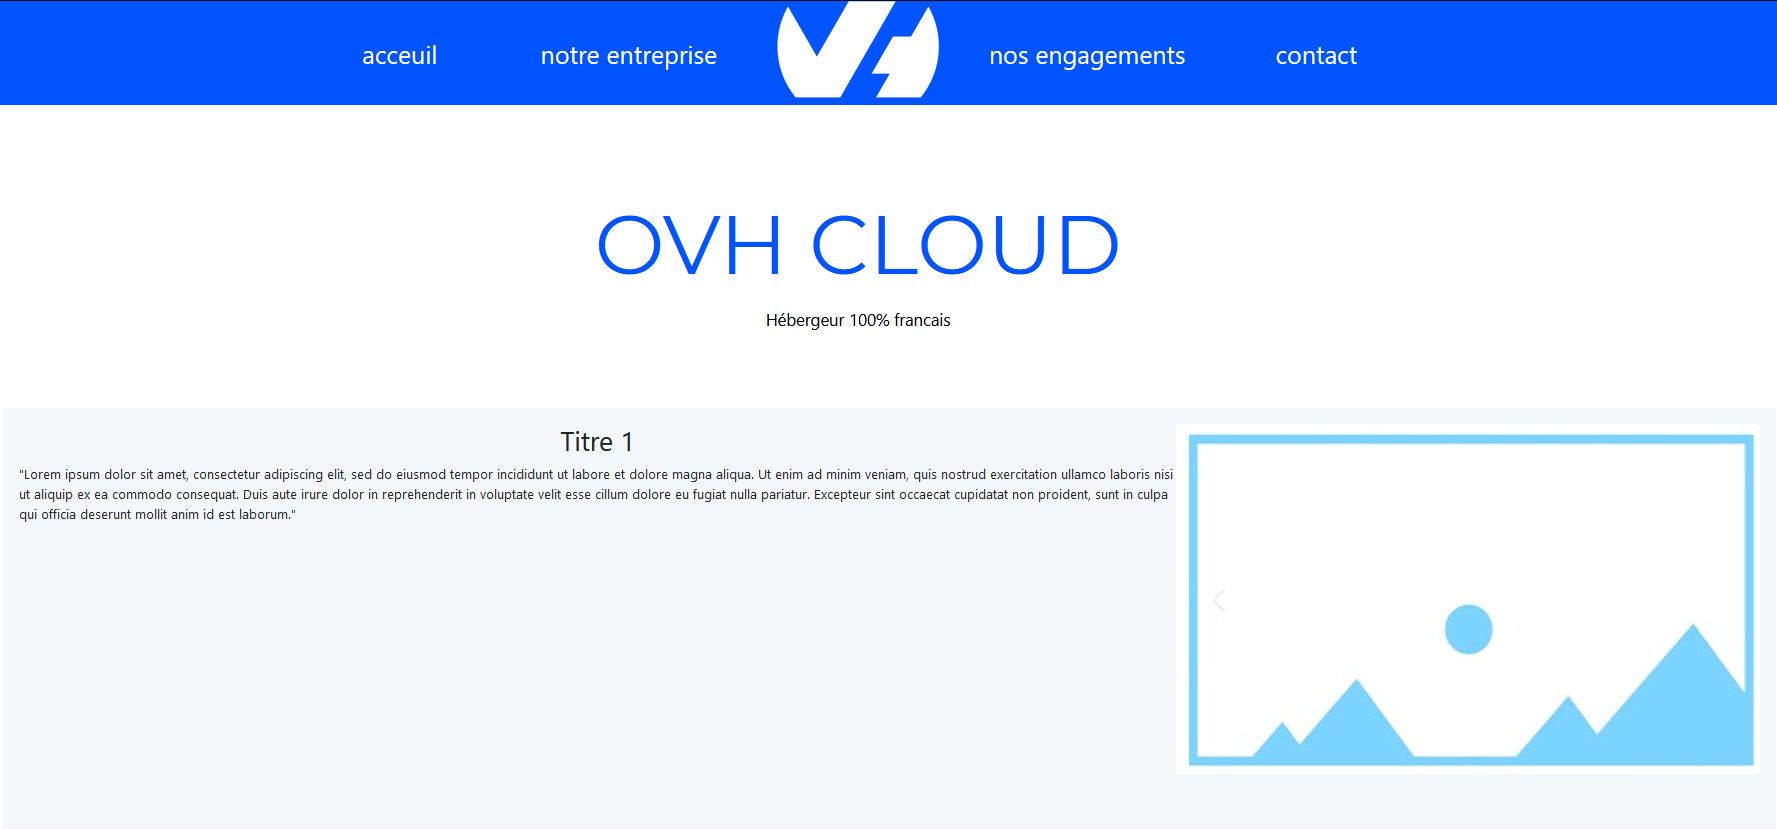 acceuil notre entreprise nos engagements contact
OVH CLOUD
Hébergeur 100% francais
Titre 1
"Lorem ipsum dolor sit amet, consectetur adipiscing elit, sed do eiusmod tempor incididunt ut labore et dolore magna aliqua. Ut enim ad minim veniam, quis nostrud exercitation ullamco laboris nisi
ut aliquip ex ea commodo consequat. Duis aute irure dolor in reprehenderit in voluptate velit esse cillum dolore eu fugiat nulla pariatur. Excepteur sint occaecat cupidatat non proident, sunt in culpa
qui officia deserunt mollit anim id est laborum."